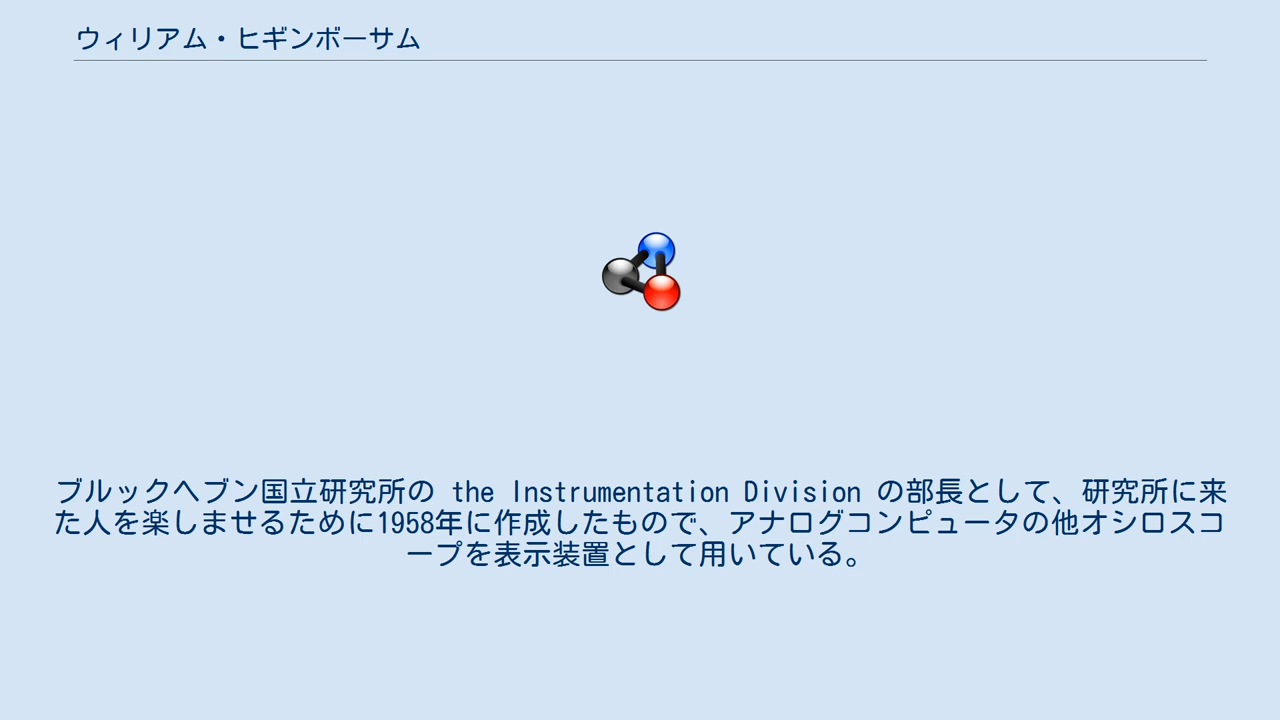 ウィリアム・ヒギンボーサム
ブルックヘブン国立研究所の the Instrumentation Division の部長として、研究所に来
た人を楽しませるために1958年に作成したもので、アナログコンピュータの他オシロスコ
ープを表示装置として用いている。